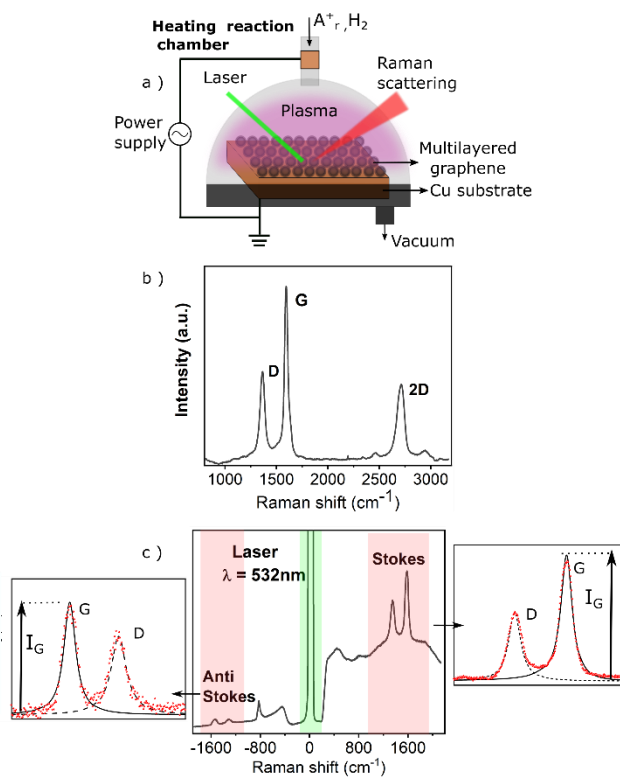 Heating reaction
chamber
A⁺r ,H₂
a )
Laser
Raman
scattering
Plasma
Power
supply
Multilayered
graphene
Cu substrate
Vacuum
b )
Intensity (a.u.)
G
D
2D
1000 1500 2000 2500 3000
Raman shift (cm⁻¹)
c )
Laser
λ = 532nm
Stokes
Anti
Stokes
-1600 -800 0 800 1600
Raman shift (cm⁻¹)
G
D
I_G
G
D
I_G